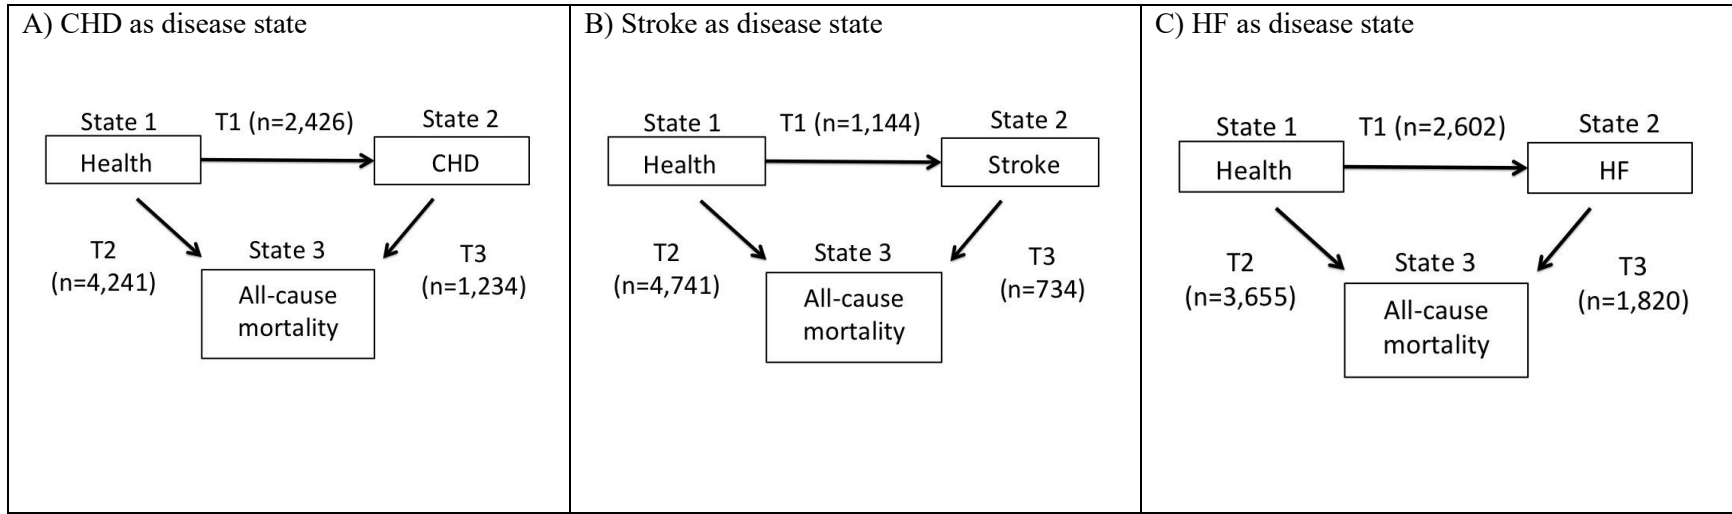 A) CHD as disease state
State 1
T1 (n=2,426)
State 2
Health
CHD
T2
(n=4,241)
State 3
T3
(n=1,234)
All-cause
mortality
B) Stroke as disease state
State 1
T1 (n=1,144)
State 2
Health
Stroke
T2
(n=4,741)
State 3
T3
(n=734)
All-cause
mortality
C) HF as disease state
State 1
T1 (n=2,602)
State 2
Health
HF
T2
(n=3,655)
State 3
T3
(n=1,820)
All-cause
mortality